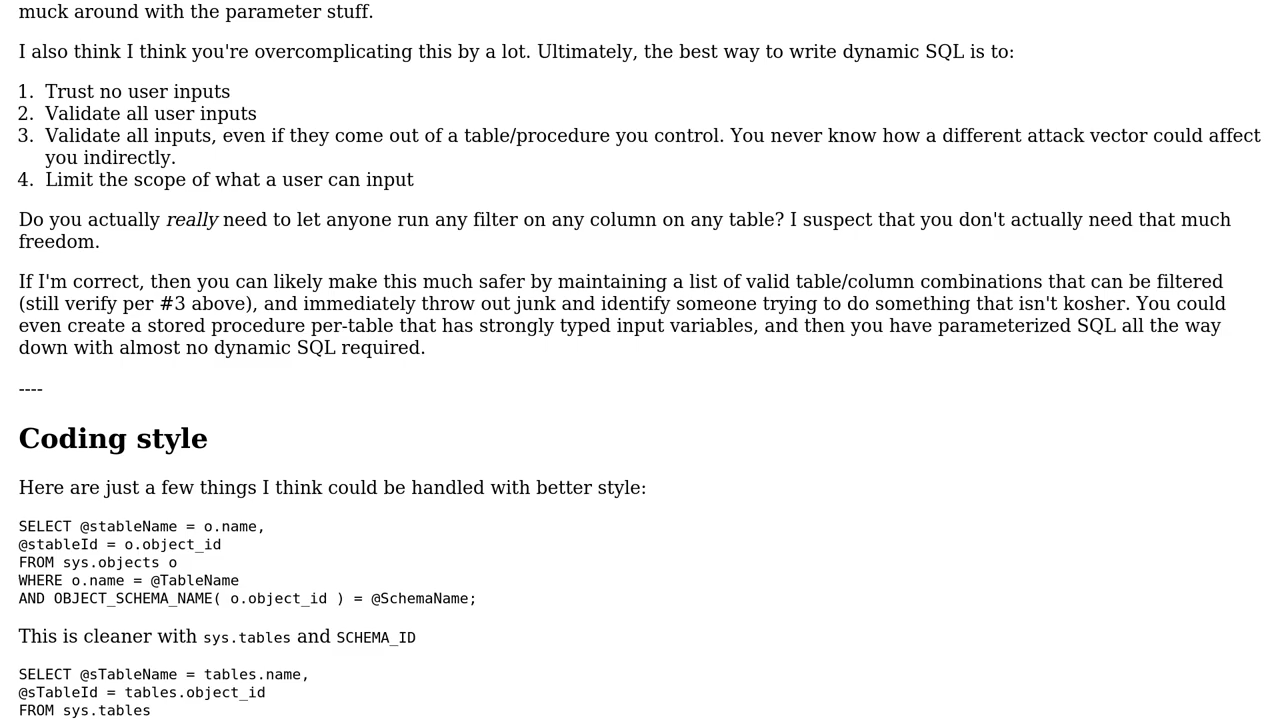 muck around with the parameter stuff.
I also think I think you're overcomplicating this by a lot. Ultimately, the best way to write dynamic SQL is to:
1. Trust no user inputs
2. Validate all user inputs
3. Validate all inputs, even if they come out of a table/procedure you control. You never know how a different attack vector could affect
you indirectly.
4. Limit the scope of what a user can input
Do you actually really need to let anyone run any filter on any column on any table? I suspect that you don't actually need that much
freedom.
If I'm correct, then you can likely make this much safer by maintaining a list of valid table/column combinations that can be filtered
(still verify per #3 above), and immediately throw out junk and identify someone trying to do something that isn't kosher. You could
even create a stored procedure per-table that has strongly typed input variables, and then you have parameterized SQL all the way
down with almost no dynamic SQL required.
----
Coding style
Here are just a few things I think could be handled with better style:
SELECT @stableName = o.name,
@stableId = o.object_id
FROM sys.objects o
WHERE o.name = @TableName
AND OBJECT_SCHEMA_NAME( o.object_id ) = @SchemaName;
This is cleaner with sys.tables and SCHEMA_ID
SELECT @sTableName = tables.name,
@sTableId = tables.object_id
FROM sys.tables